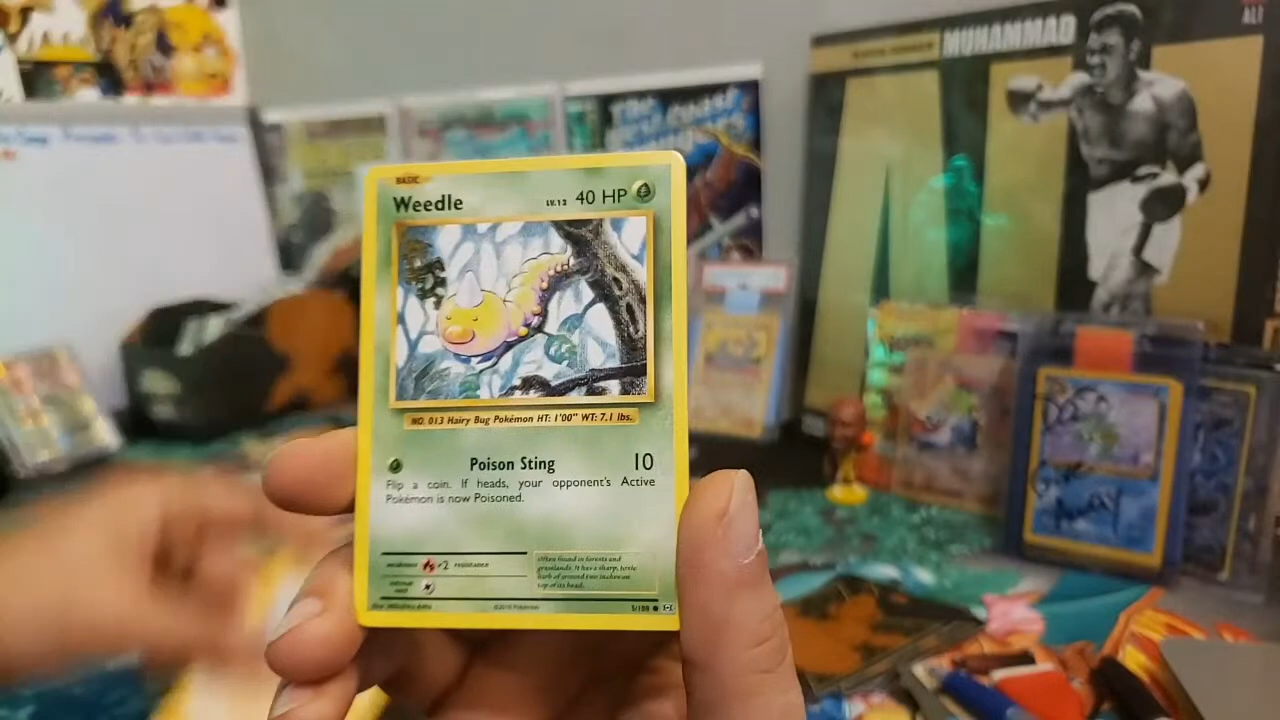 MUHAMMAD
ALI
BASIC
Weedle
LV.12 40 HP
NO. 013 Hairy Bug Pokémon HT: 1'00" WT: 7.1 lbs.
Poison Sting 10
Flip a coin. If heads, your opponent's Active
Pokémon is now Poisoned.
weakness ×2 resistance
retreat
cost
Often found in forests and
grasslands. It has a sharp, toxic
barb of around two inches on
top of its head.
©2016 Pokémon
5/108
Away